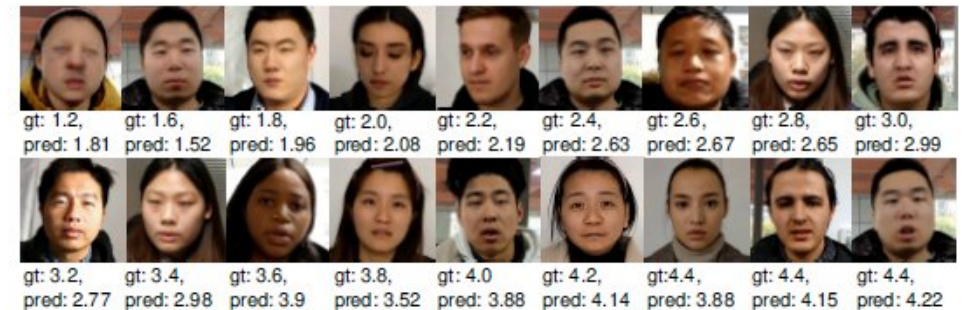 gt: 1.2, gt: 1.6, gt: 1.8, gt: 2.0, gt: 2.2, gt: 2.4, gt: 2.6, gt: 2.8, gt: 3.0,
pred: 1.81 pred: 1.52 pred: 1.96 pred: 2.08 pred: 2.19 pred: 2.63 pred: 2.67 pred: 2.65 pred: 2.99
gt: 3.2, gt: 3.4, gt: 3.6, gt: 3.8, gt: 4.0 gt: 4.2, gt:4.4, gt: 4.4, gt: 4.4,
pred: 2.77 pred: 2.98 pred: 3.9 pred: 3.52 pred: 3.88 pred: 4.14 pred: 3.88 pred: 4.15 pred: 4.22